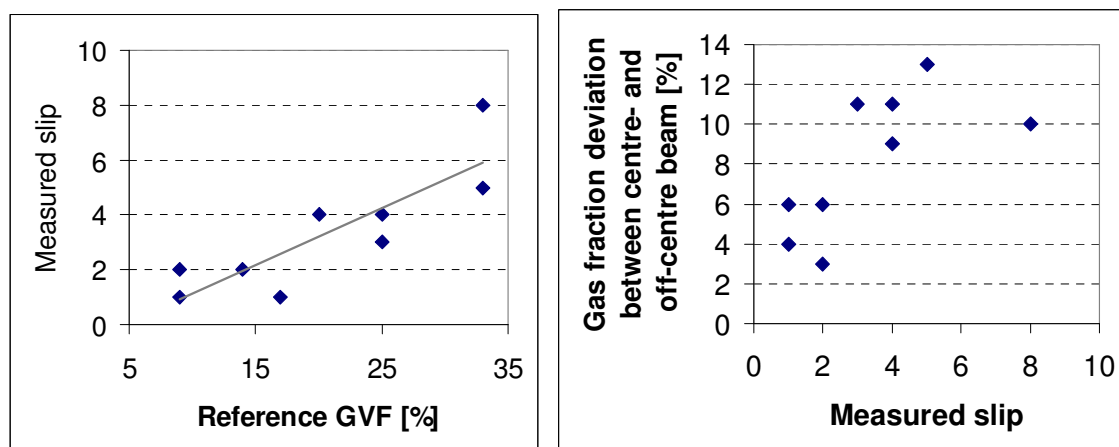 Measured slip
10
8
6
4
2
0
5 15 25 35
Reference GVF [%]
Gas fraction deviation
between centre- and
off-centre beam [%]
14
12
10
8
6
4
2
0
0 2 4 6 8 10
Measured slip